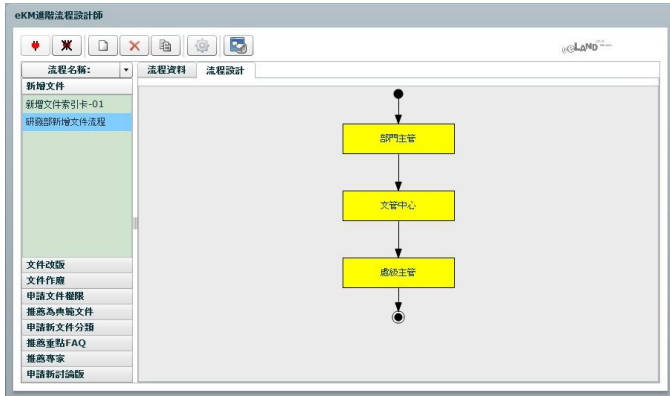 eKM進階流程設計師
eLAND
流程名稱:
流程資料
流程設計
新增文件
新增文件索引卡-01
研發部新增文件流程
部門主管
文管中心
處級主管
文件改版
文件作廢
申請文件權限
推薦為典範文件
申請新文件分類
推薦重點FAQ
推薦專家
申請新討論版